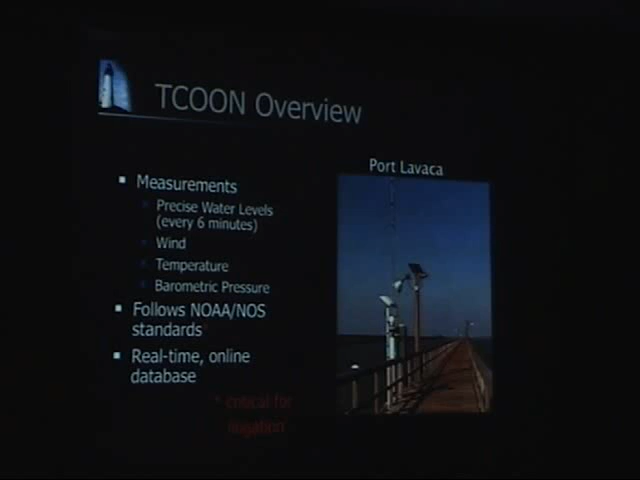 TCOON Overview
Port Lavaca
Measurements
Precise Water Levels
(every 6 minutes)
Wind
Temperature
Barometric Pressure
Follows NOAA/NOS
standards
Real-time, online
database
* critical for
litigation